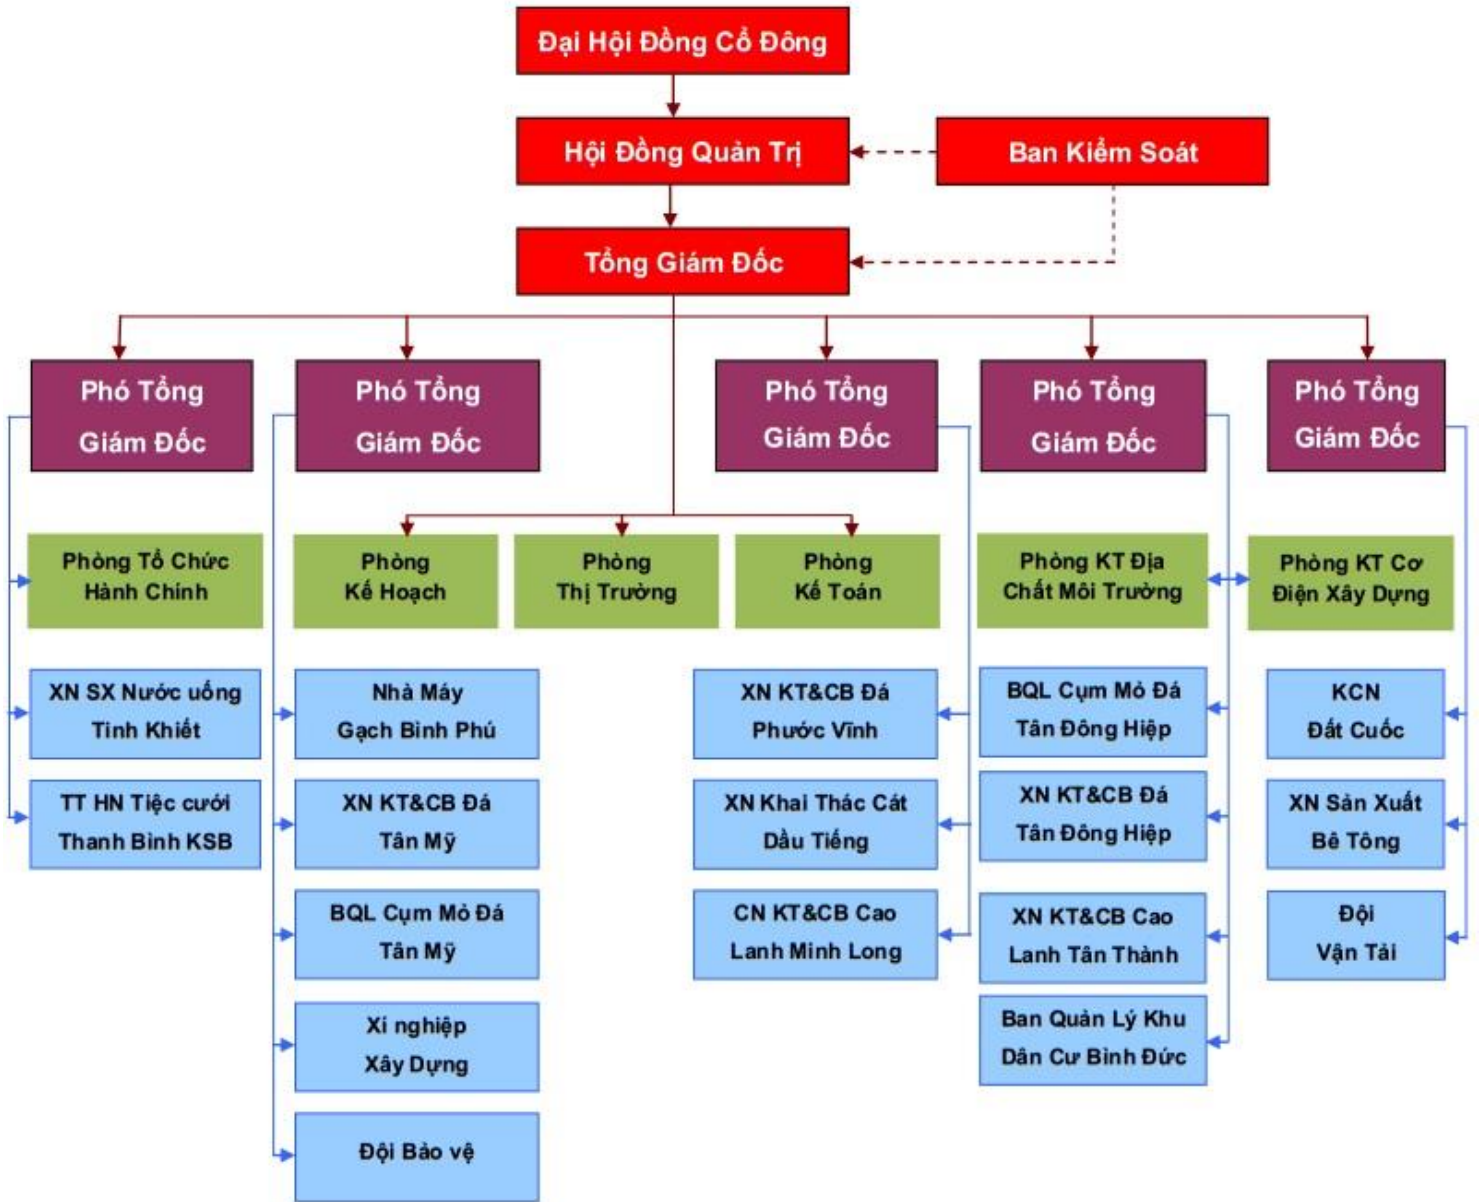 Đại Hội Đồng Cổ Đông
Hội Đồng Quản Trị
Ban Kiểm Soát
Tổng Giám Đốc
Phó Tổng
Giám Đốc
Phó Tổng
Giám Đốc
Phó Tổng
Giám Đốc
Phó Tổng
Giám Đốc
Phó Tổng
Giám Đốc
Phòng Tổ Chức
Hành Chính
Phòng
Kế Hoạch
Phòng
Thị Trường
Phòng
Kế Toán
Phòng KT Địa
Chất Môi Trường
Phòng KT Cơ
Điện Xây Dựng
XN SX Nước uống
Tinh Khiết
TT HN Tiệc cưới
Thanh Bình KSB
Nhà Máy
Gạch Bình Phú
XN KT&CB Đá
Tân Mỹ
BQL Cụm Mỏ Đá
Tân Mỹ
Xí nghiệp
Xây Dựng
Đội Bảo vệ
XN KT&CB Đá
Phước Vĩnh
XN Khai Thác Cát
Dầu Tiếng
CN KT&CB Cao
Lanh Minh Long
BQL Cụm Mỏ Đá
Tân Đông Hiệp
XN KT&CB Đá
Tân Đông Hiệp
XN KT&CB Cao
Lanh Tân Thành
Ban Quản Lý Khu
Dân Cư Bình Đức
KCN
Đất Cuốc
XN Sản Xuất
Bê Tông
Đội
Vận Tải